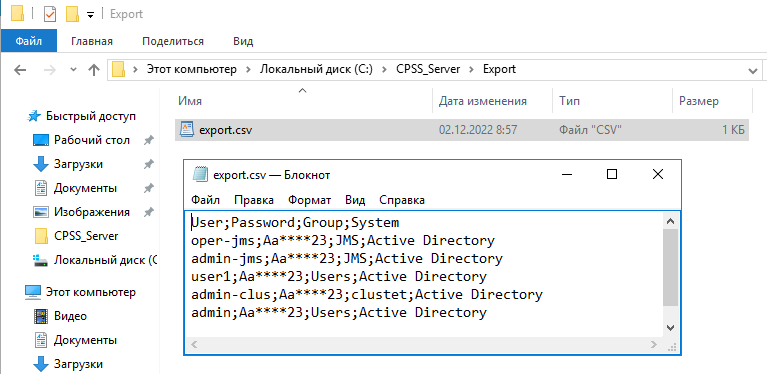 Export
Файл Главная Поделиться Вид
Этот компьютер Локальный диск (C:) CPSS_Server Export
Имя Дата изменения Тип Размер
export.csv 02.12.2022 8:57 Файл "CSV" 1 КБ
Быстрый доступ
Рабочий стол
Загрузки
Документы
Изображения
CPSS_Server
Локальный диск (C
Этот компьютер
Видео
Документы
Загрузки
export.csv — Блокнот
Файл Правка Формат Вид Справка
User;Password;Group;System
oper-jms;Aa****23;JMS;Active Directory
admin-jms;Aa****23;JMS;Active Directory
user1;Aa****23;Users;Active Directory
admin-clus;Aa****23;clustet;Active Directory
admin;Aa****23;Users;Active Directory